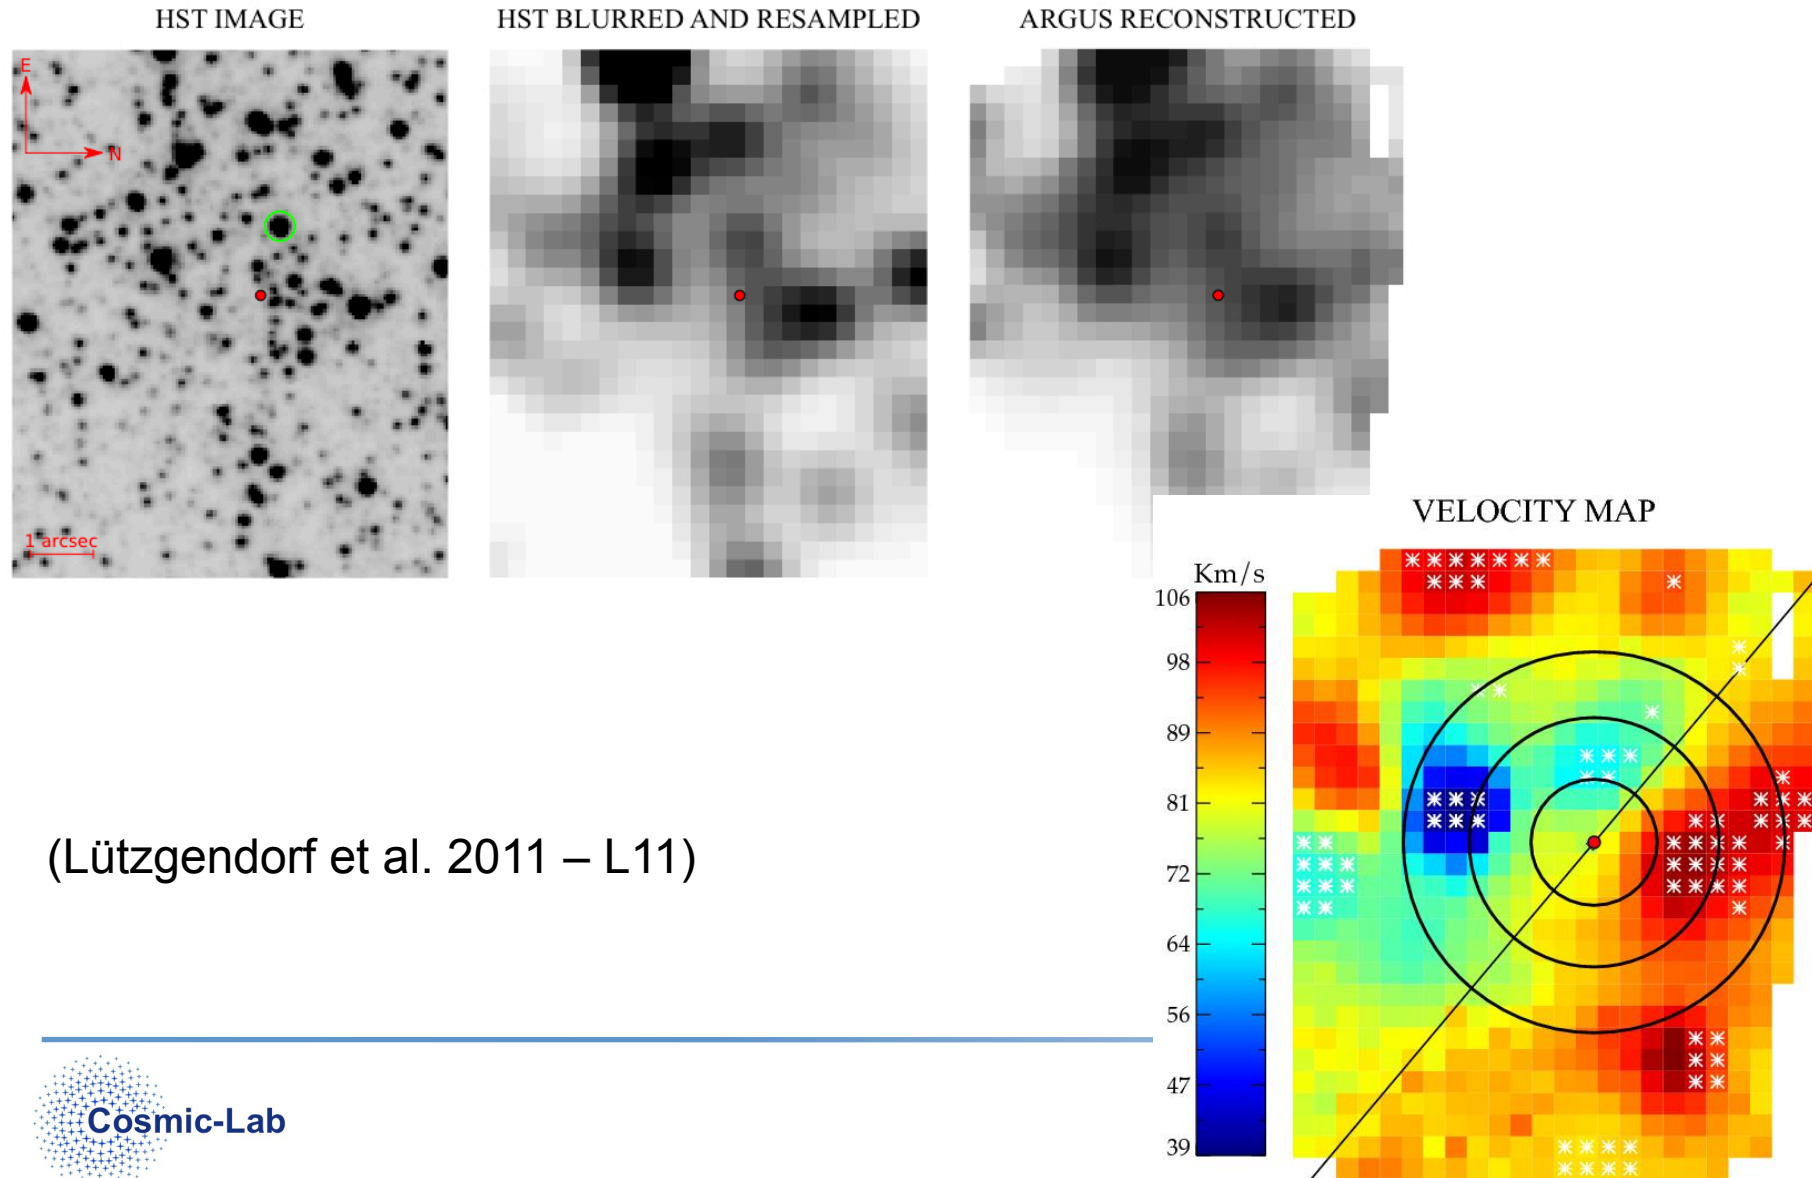 HST IMAGE
HST BLURRED AND RESAMPLED
ARGUS RECONSTRUCTED
E
N
1 arcsec
VELOCITY MAP
Km/s
106
98
89
81
72
64
56
47
39
(Lützgendorf et al. 2011 – L11)
Cosmic-Lab